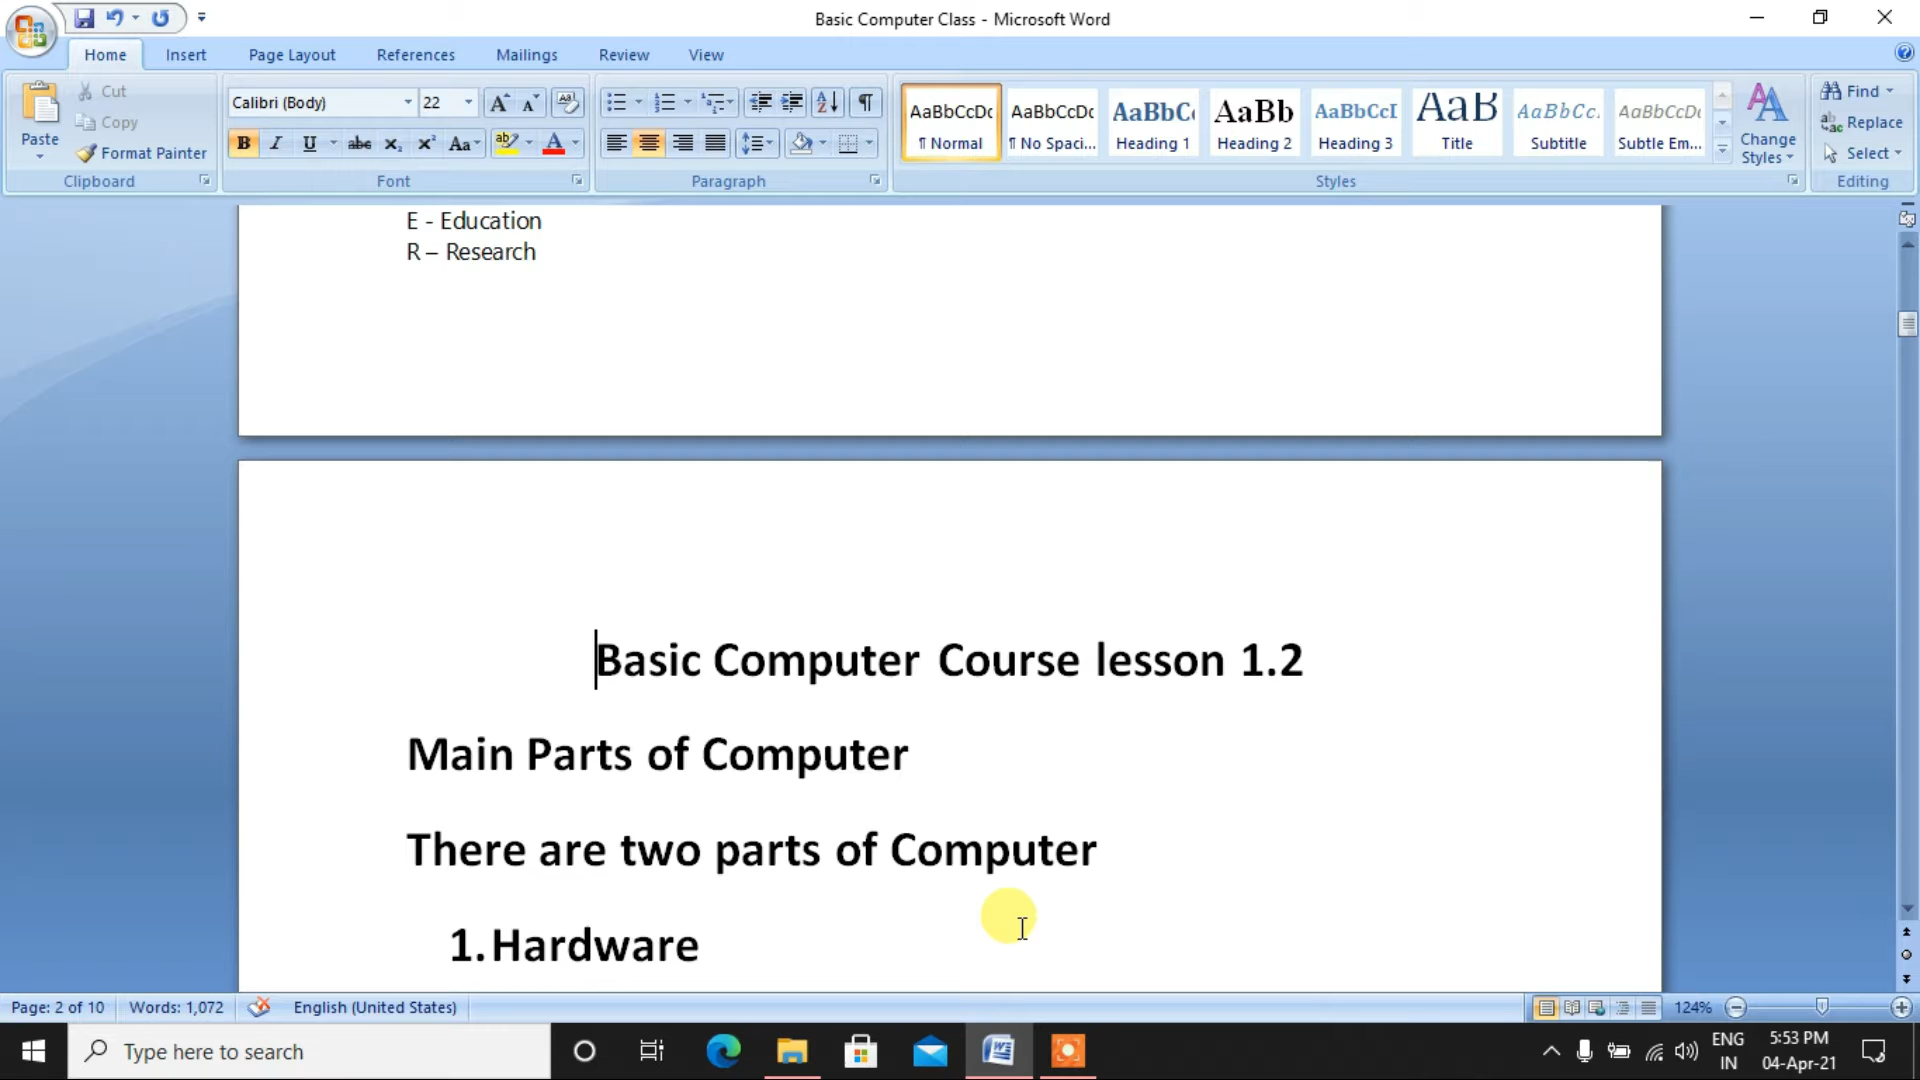 Basic Computer Class - Microsoft Word
Home Insert Page Layout References Mailings Review View
Paste
Cut
Copy
Format Painter
Clipboard
Calibri (Body) 22
Font
Paragraph
AaBbCcDc AaBbCcDc AaBbC AaBb AaBbCcI AaB AaBbCc. AaBbCcDc
¶ Normal ¶ No Spaci... Heading 1 Heading 2 Heading 3 Title Subtitle Subtle Em...
Change Styles
Styles
Find
Replace
Select
Editing
E - Education
R – Research
Basic Computer Course lesson 1.2
Main Parts of Computer
There are two parts of Computer
1. Hardware
Page: 2 of 10 Words: 1,072 English (United States) 124%
Type here to search
ENG
IN
5:53 PM
04-Apr-21